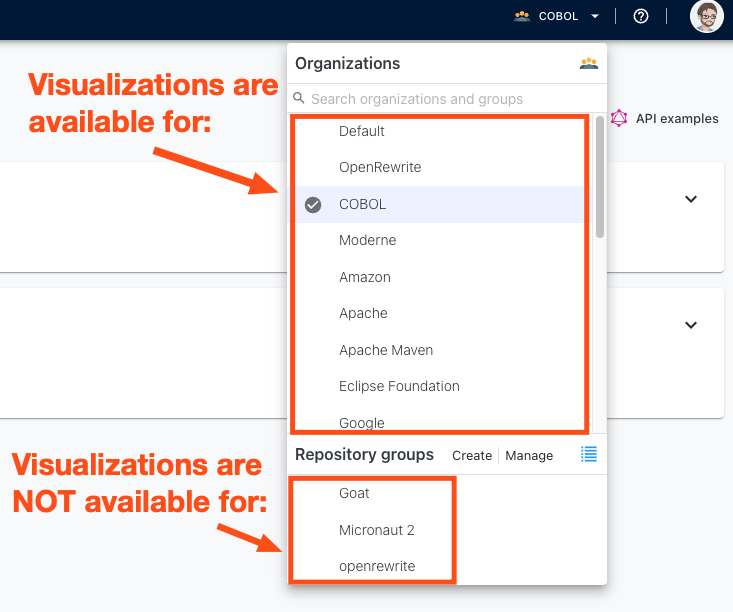 COBOL
Organizations
Search organizations and groups
Visualizations are
available for:
API examples
Default
OpenRewrite
COBOL
Moderne
Amazon
Apache
Apache Maven
Eclipse Foundation
Google
Repository groups Create Manage
Visualizations are
NOT available for:
Goat
Micronaut 2
openrewrite